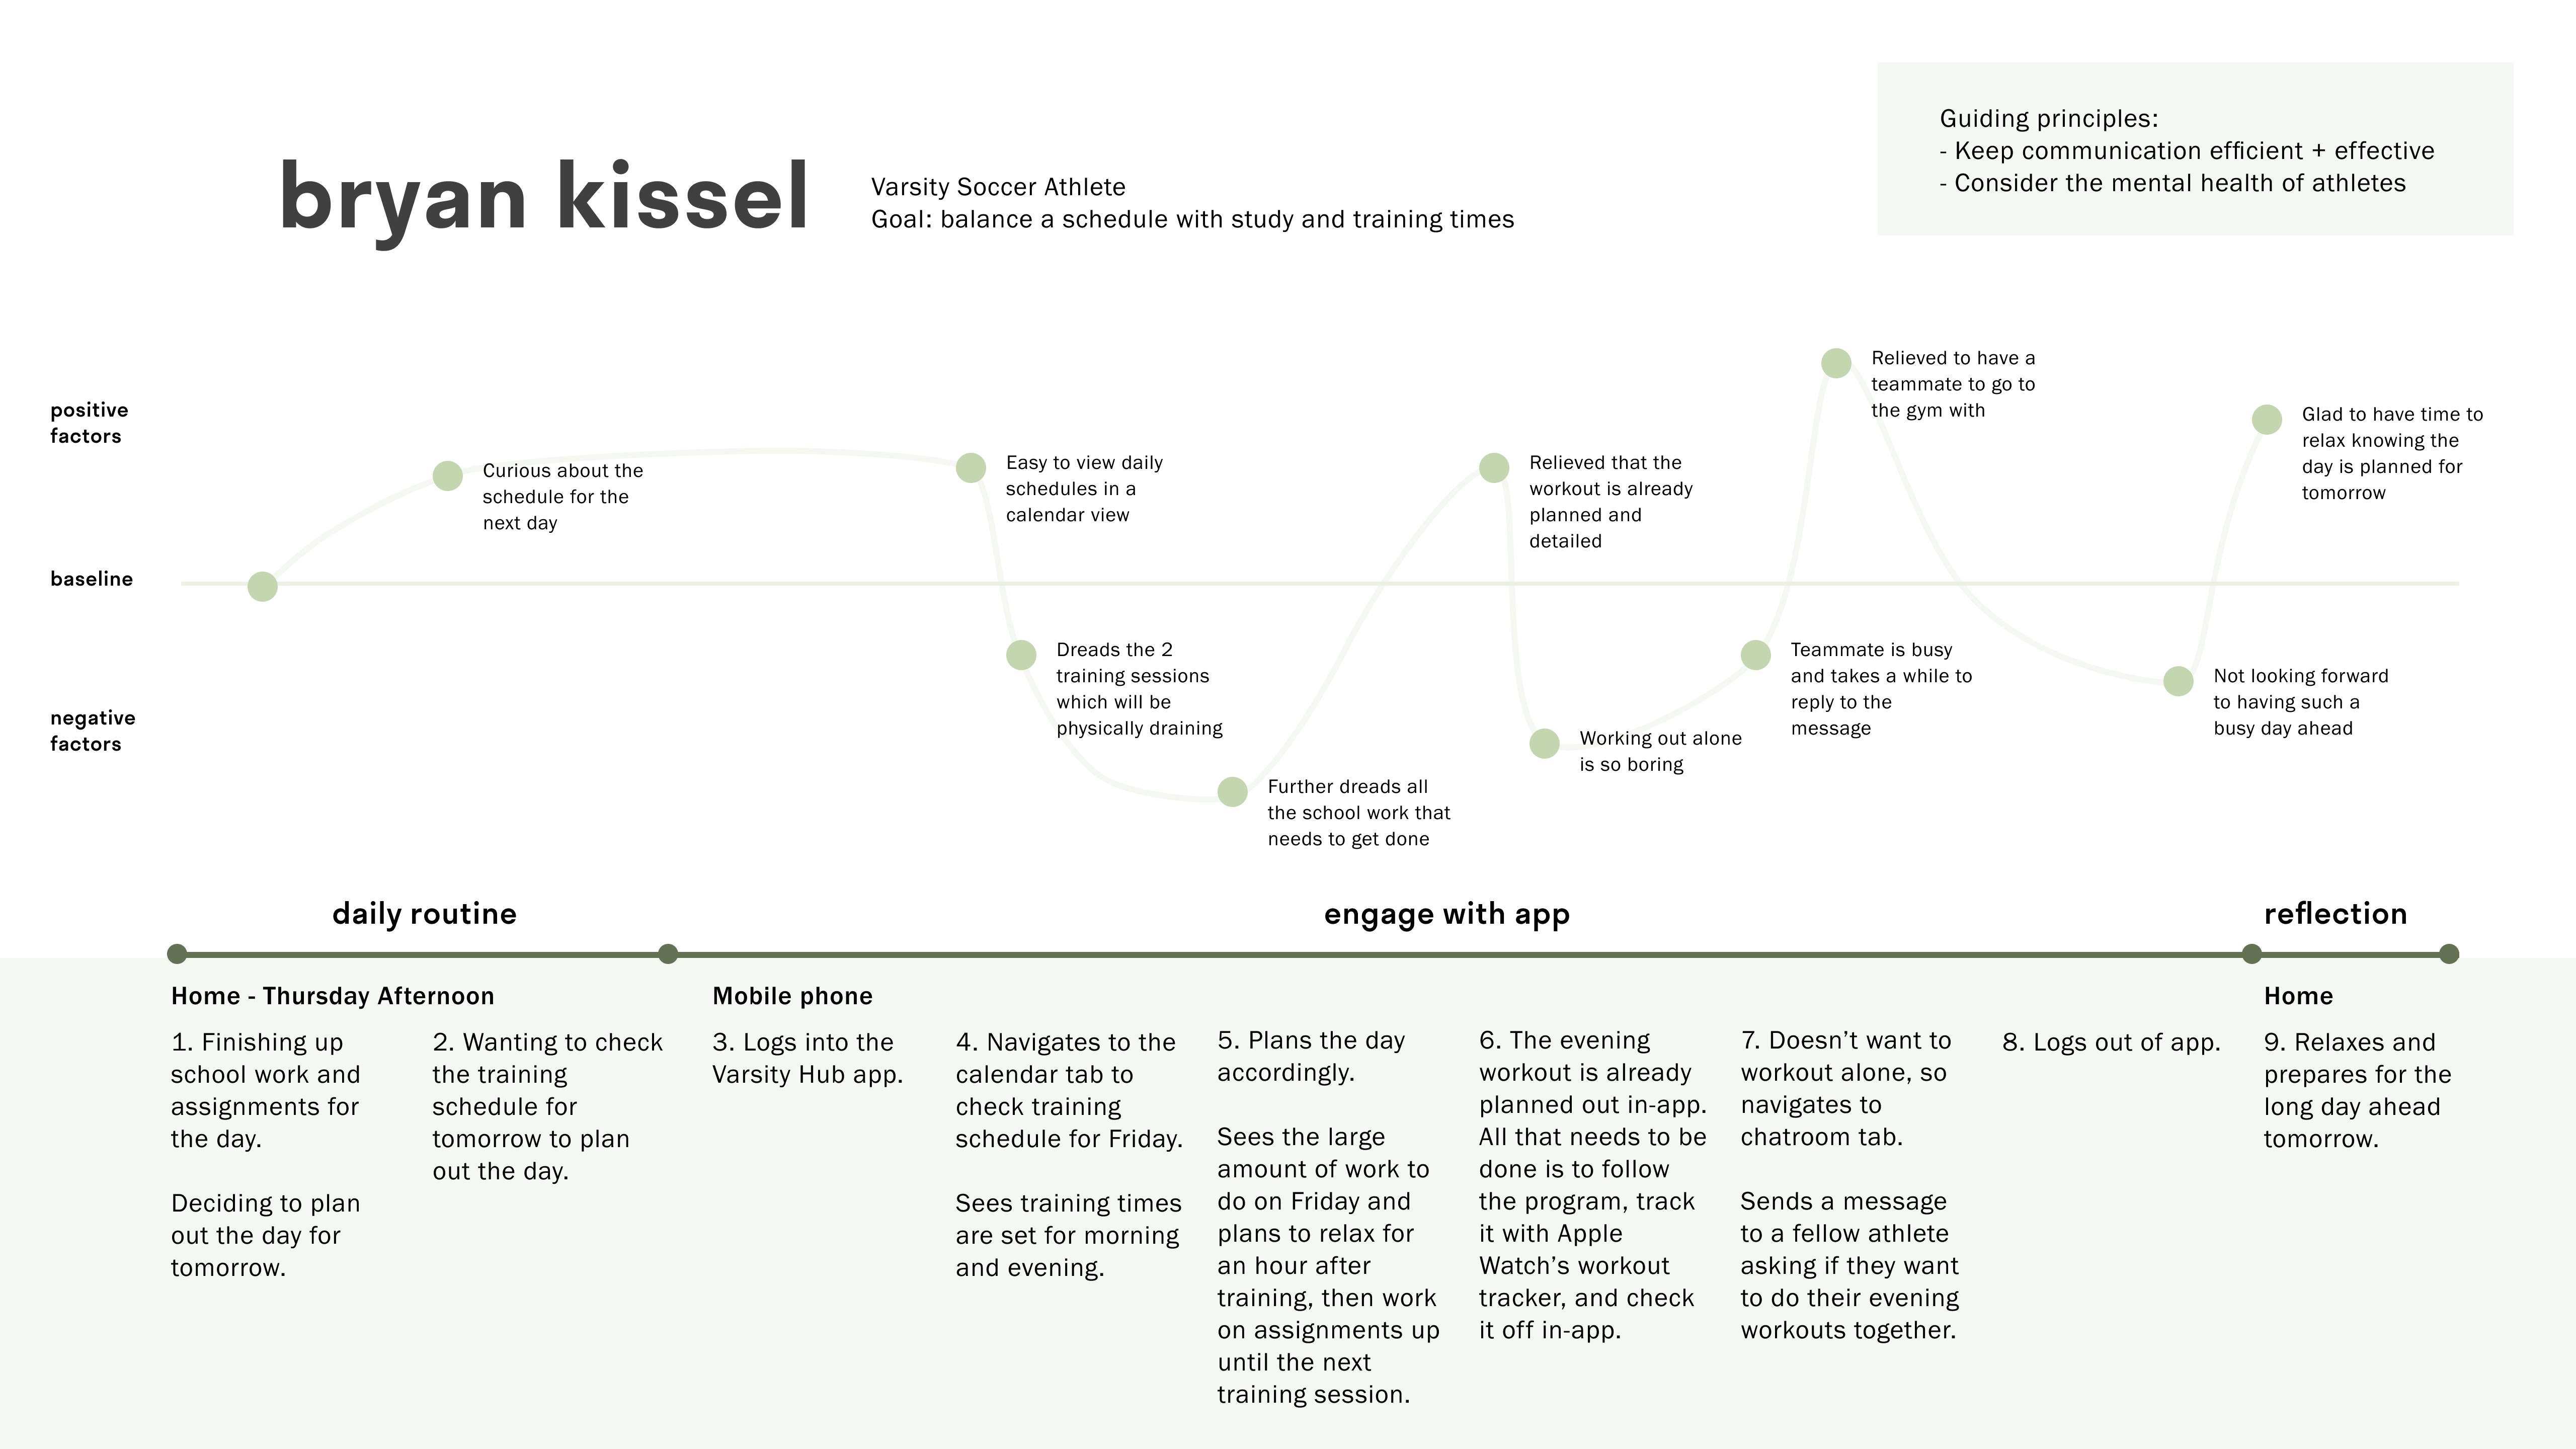 bryan kissel
Varsity Soccer Athlete
Goal: balance a schedule with study and training times
Guiding principles:
- Keep communication efficient + effective
- Consider the mental health of athletes
positive
factors
baseline
negative
factors
Curious about the
schedule for the
next day
Easy to view daily
schedules in a
calendar view
Dreads the 2
training sessions
which will be
physically draining
Further dreads all
the school work that
needs to get done
Relieved that the
workout is already
planned and
detailed
Working out alone
is so boring
Teammate is busy
and takes a while to
reply to the
message
Relieved to have a
teammate to go to
the gym with
Not looking forward
to having such a
busy day ahead
Glad to have time to
relax knowing the
day is planned for
tomorrow
daily routine
engage with app
reflection
Home - Thursday Afternoon
1. Finishing up
school work and
assignments for
the day.
Deciding to plan
out the day for
tomorrow.
2. Wanting to check
the training
schedule for
tomorrow to plan
out the day.
Mobile phone
3. Logs into the
Varsity Hub app.
4. Navigates to the
calendar tab to
check training
schedule for Friday.
Sees training times
are set for morning
and evening.
5. Plans the day
accordingly.
Sees the large
amount of work to
do on Friday and
plans to relax for
an hour after
training, then work
on assignments up
until the next
training session.
6. The evening
workout is already
planned out in-app.
All that needs to be
done is to follow
the program, track
it with Apple
Watch’s workout
tracker, and check
it off in-app.
7. Doesn’t want to
workout alone, so
navigates to
chatroom tab.
Sends a message
to a fellow athlete
asking if they want
to do their evening
workouts together.
8. Logs out of app.
Home
9. Relaxes and
prepares for the
long day ahead
tomorrow.